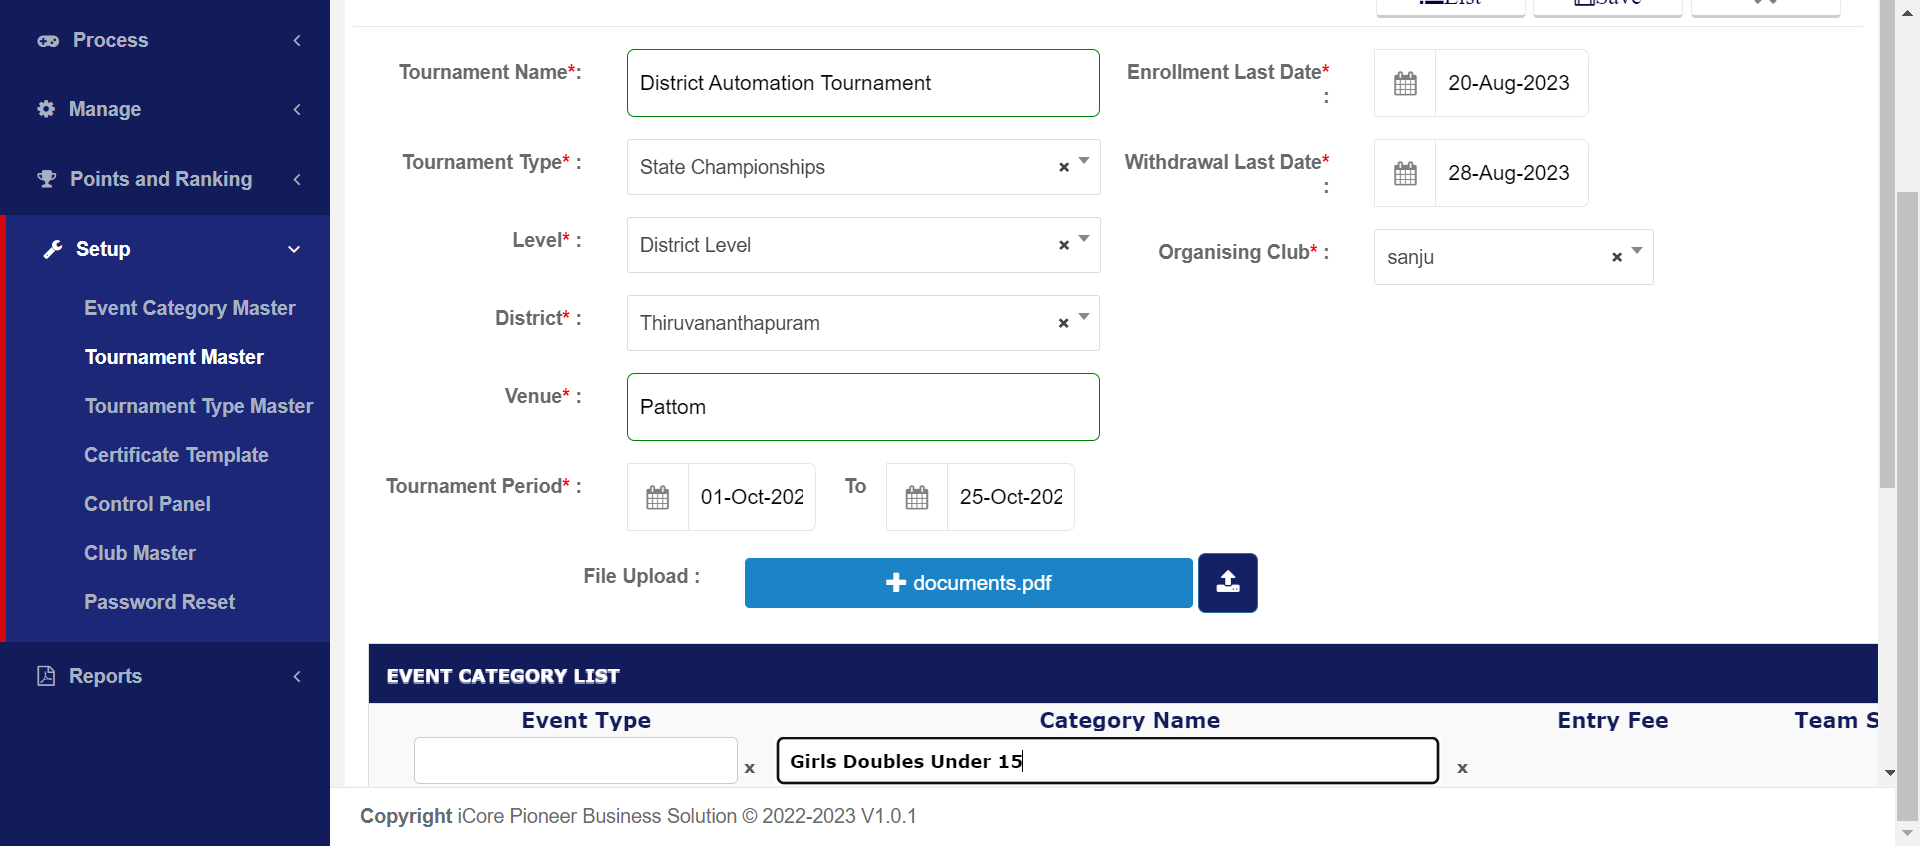 Process
Manage
Points and Ranking
Setup
Event Category Master
Tournament Master
Tournament Type Master
Certificate Template
Control Panel
Club Master
Password Reset
Reports
List Save
Tournament Name*: District Automation Tournament
Enrollment Last Date* : 20-Aug-2023
Tournament Type* : State Championships ×
Withdrawal Last Date* : 28-Aug-2023
Level* : District Level ×
Organising Club* : sanju ×
District* : Thiruvananthapuram ×
Venue* : Pattom
Tournament Period* : 01-Oct-202 To 25-Oct-202
File Upload : documents.pdf
EVENT CATEGORY LIST
Event Type Category Name Entry Fee Team S
x Girls Doubles Under 15 x
Copyright iCore Pioneer Business Solution © 2022-2023 V1.0.1